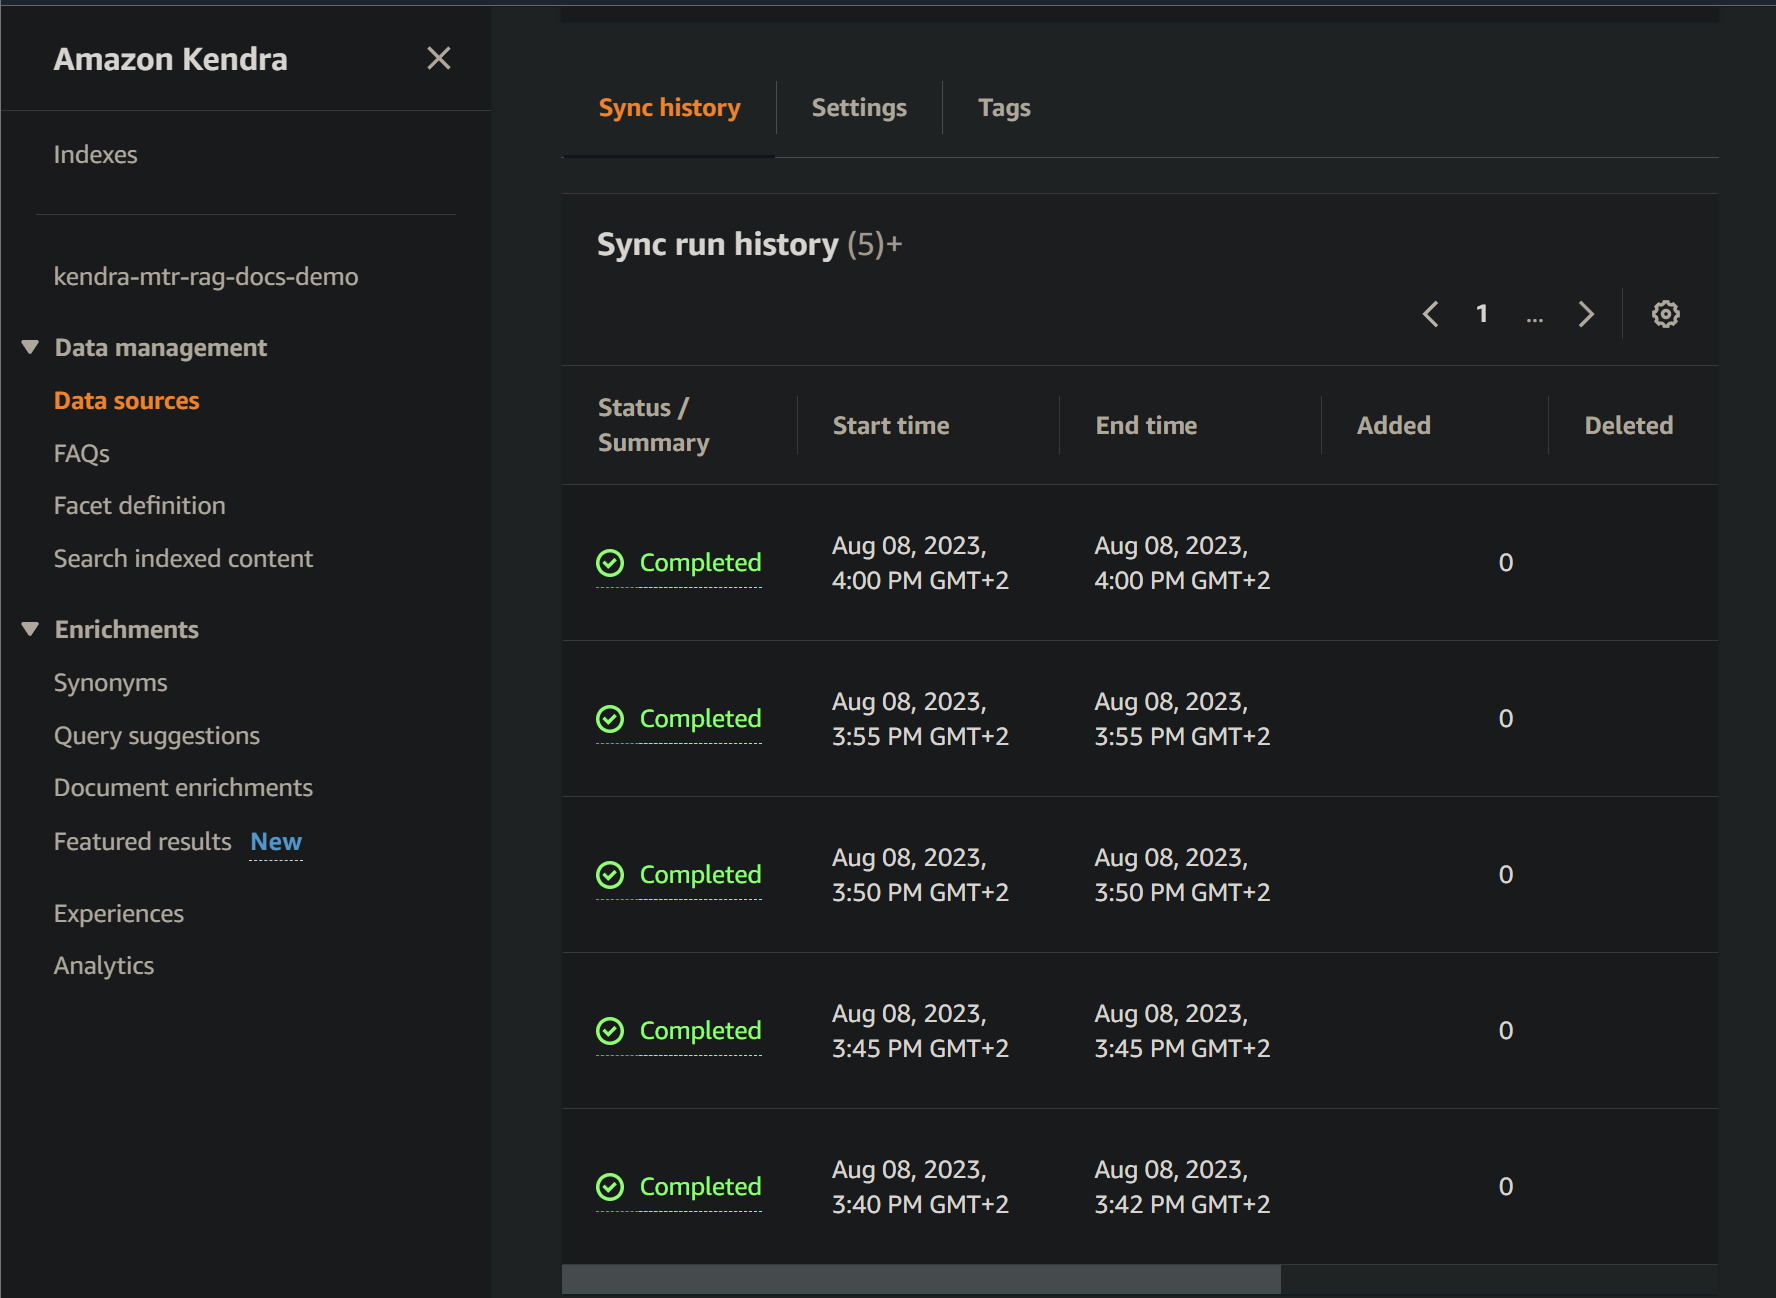 Amazon Kendra
Indexes
kendra-mtr-rag-docs-demo
Data management
Data sources
FAQs
Facet definition
Search indexed content
Enrichments
Synonyms
Query suggestions
Document enrichments
Featured results New
Experiences
Analytics
Sync history Settings Tags
Sync run history (5)+
1 ...
Status /
Summary
Start time
End time
Added
Deleted
Completed
Aug 08, 2023,
4:00 PM GMT+2
Aug 08, 2023,
4:00 PM GMT+2
0
Completed
Aug 08, 2023,
3:55 PM GMT+2
Aug 08, 2023,
3:55 PM GMT+2
0
Completed
Aug 08, 2023,
3:50 PM GMT+2
Aug 08, 2023,
3:50 PM GMT+2
0
Completed
Aug 08, 2023,
3:45 PM GMT+2
Aug 08, 2023,
3:45 PM GMT+2
0
Completed
Aug 08, 2023,
3:40 PM GMT+2
Aug 08, 2023,
3:42 PM GMT+2
0